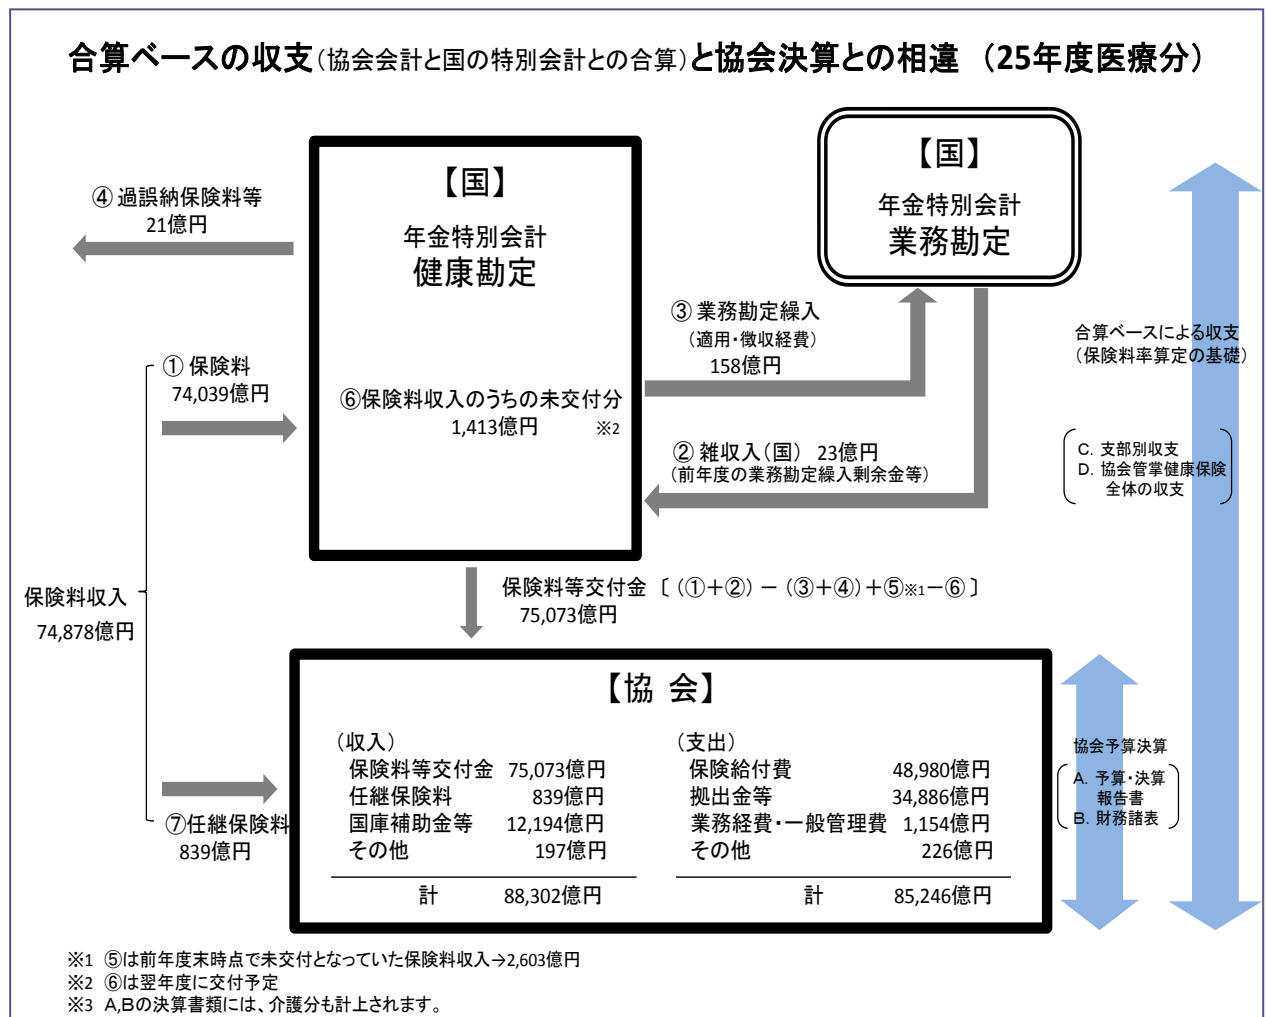 合算ベースの収支(協会会計と国の特別会計との合算)と協会決算との相違 (25年度医療分)
【国】
年金特別会計
健康勘定
⑥保険料収入のうちの未交付分
1,413億円 ※2
【国】
年金特別会計
業務勘定
④ 過誤納保険料等
21億円
① 保険料
74,039億円
③ 業務勘定繰入
(適用・徴収経費)
158億円
② 雑収入(国) 23億円
(前年度の業務勘定繰入剰余金等)
合算ベースによる収支
(保険料率算定の基礎)
C. 支部別収支
D. 協会管掌健康保険
全体の収支
保険料収入
74,878億円
保険料等交付金 〔 (①+②) - (③+④)+⑤※1-⑥ 〕
75,073億円
⑦任継保険料
839億円
【協 会】
(収入)
保険料等交付金 75,073億円
任継保険料 839億円
国庫補助金等 12,194億円
その他 197億円
計 88,302億円
(支出)
保険給付費 48,980億円
拠出金等 34,886億円
業務経費・一般管理費 1,154億円
その他 226億円
計 85,246億円
協会予算決算
A. 予算・決算
報告書
B. 財務諸表
※1 ⑤は前年度末時点で未交付となっていた保険料収入→2,603億円
※2 ⑥は翌年度に交付予定
※3 A,Bの決算書類には、介護分も計上されます。